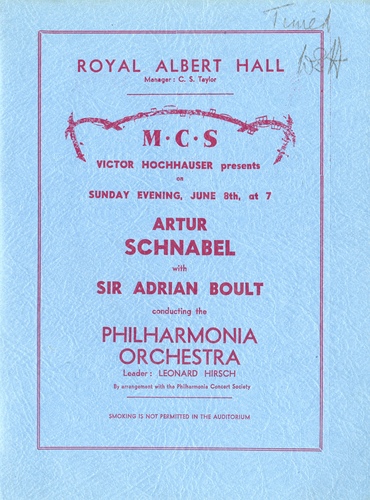 Timed
ROYAL ALBERT HALL
Manager: C. S. Taylor
M·C·S
VICTOR HOCHHAUSER presents
on
SUNDAY EVENING, JUNE 8th, at 7
ARTUR
SCHNABEL
with
SIR ADRIAN BOULT
conducting the
PHILHARMONIA
ORCHESTRA
Leader: LEONARD HIRSCH
By arrangement with the Philharmonia Concert Society
SMOKING IS NOT PERMITTED IN THE AUDITORIUM